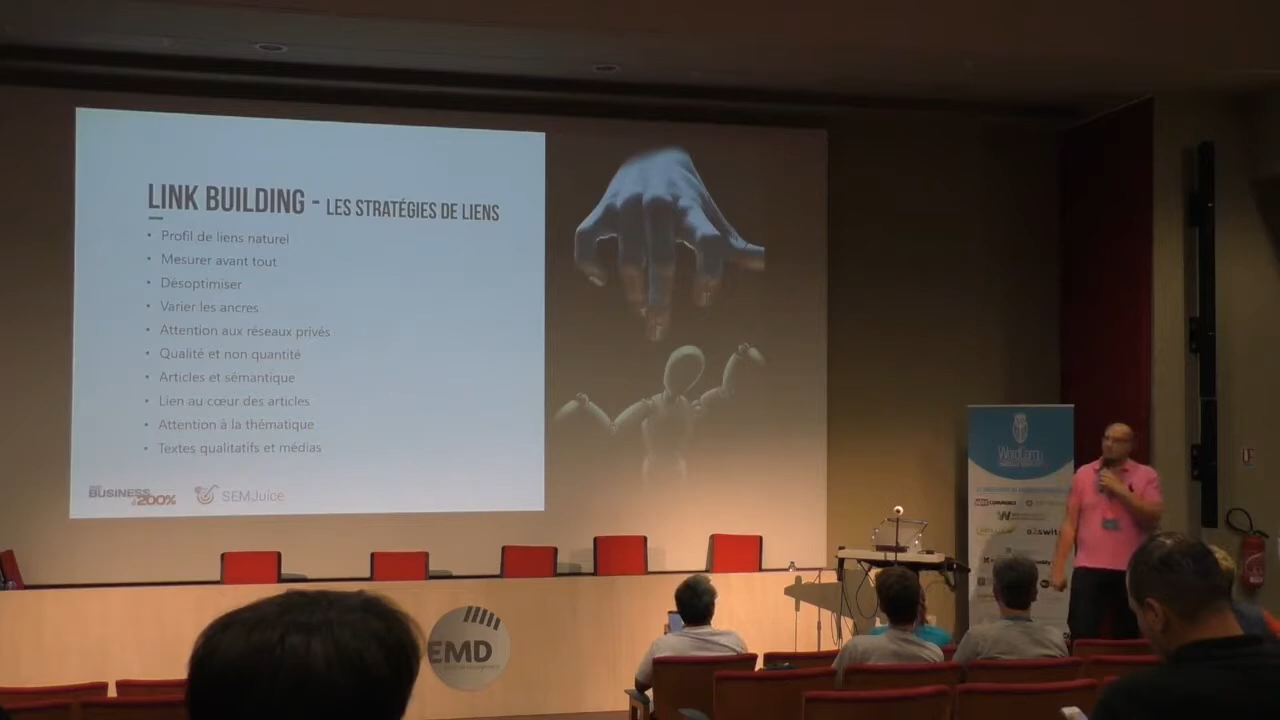 LINK BUILDING - LES STRATÉGIES DE LIENS
• Profil de liens naturel
• Mesurer avant tout
• Désoptimiser
• Varier les ancres
• Attention aux réseaux privés
• Qualité et non quantité
• Articles et sémantique
• Lien au cœur des articles
• Attention à la thématique
• Textes qualitatifs et médias
BUSINESS
à 200%
SEMJuice
WordCamp
o2switch
EMD